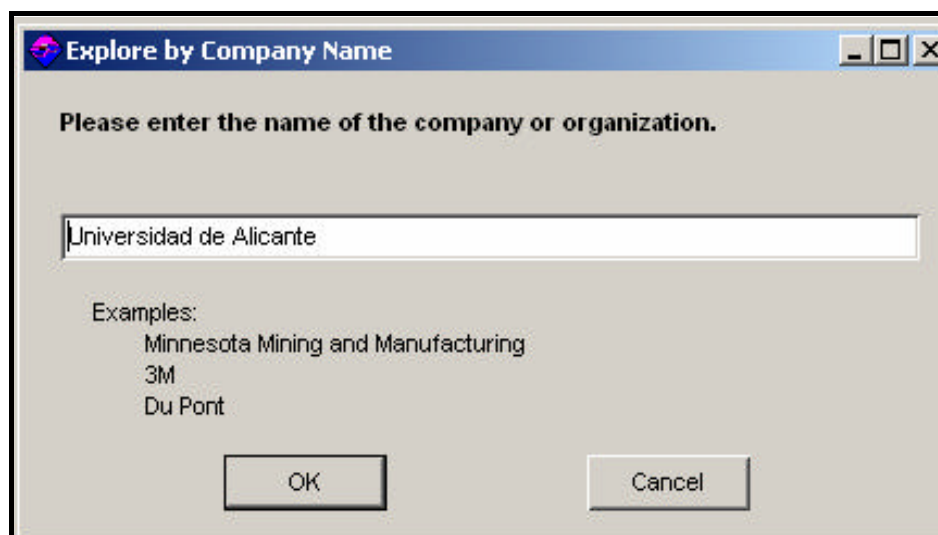 Explore by Company Name
Please enter the name of the company or organization.
Universidad de Alicante
Examples:
Minnesota Mining and Manufacturing
3M
Du Pont
OK
Cancel